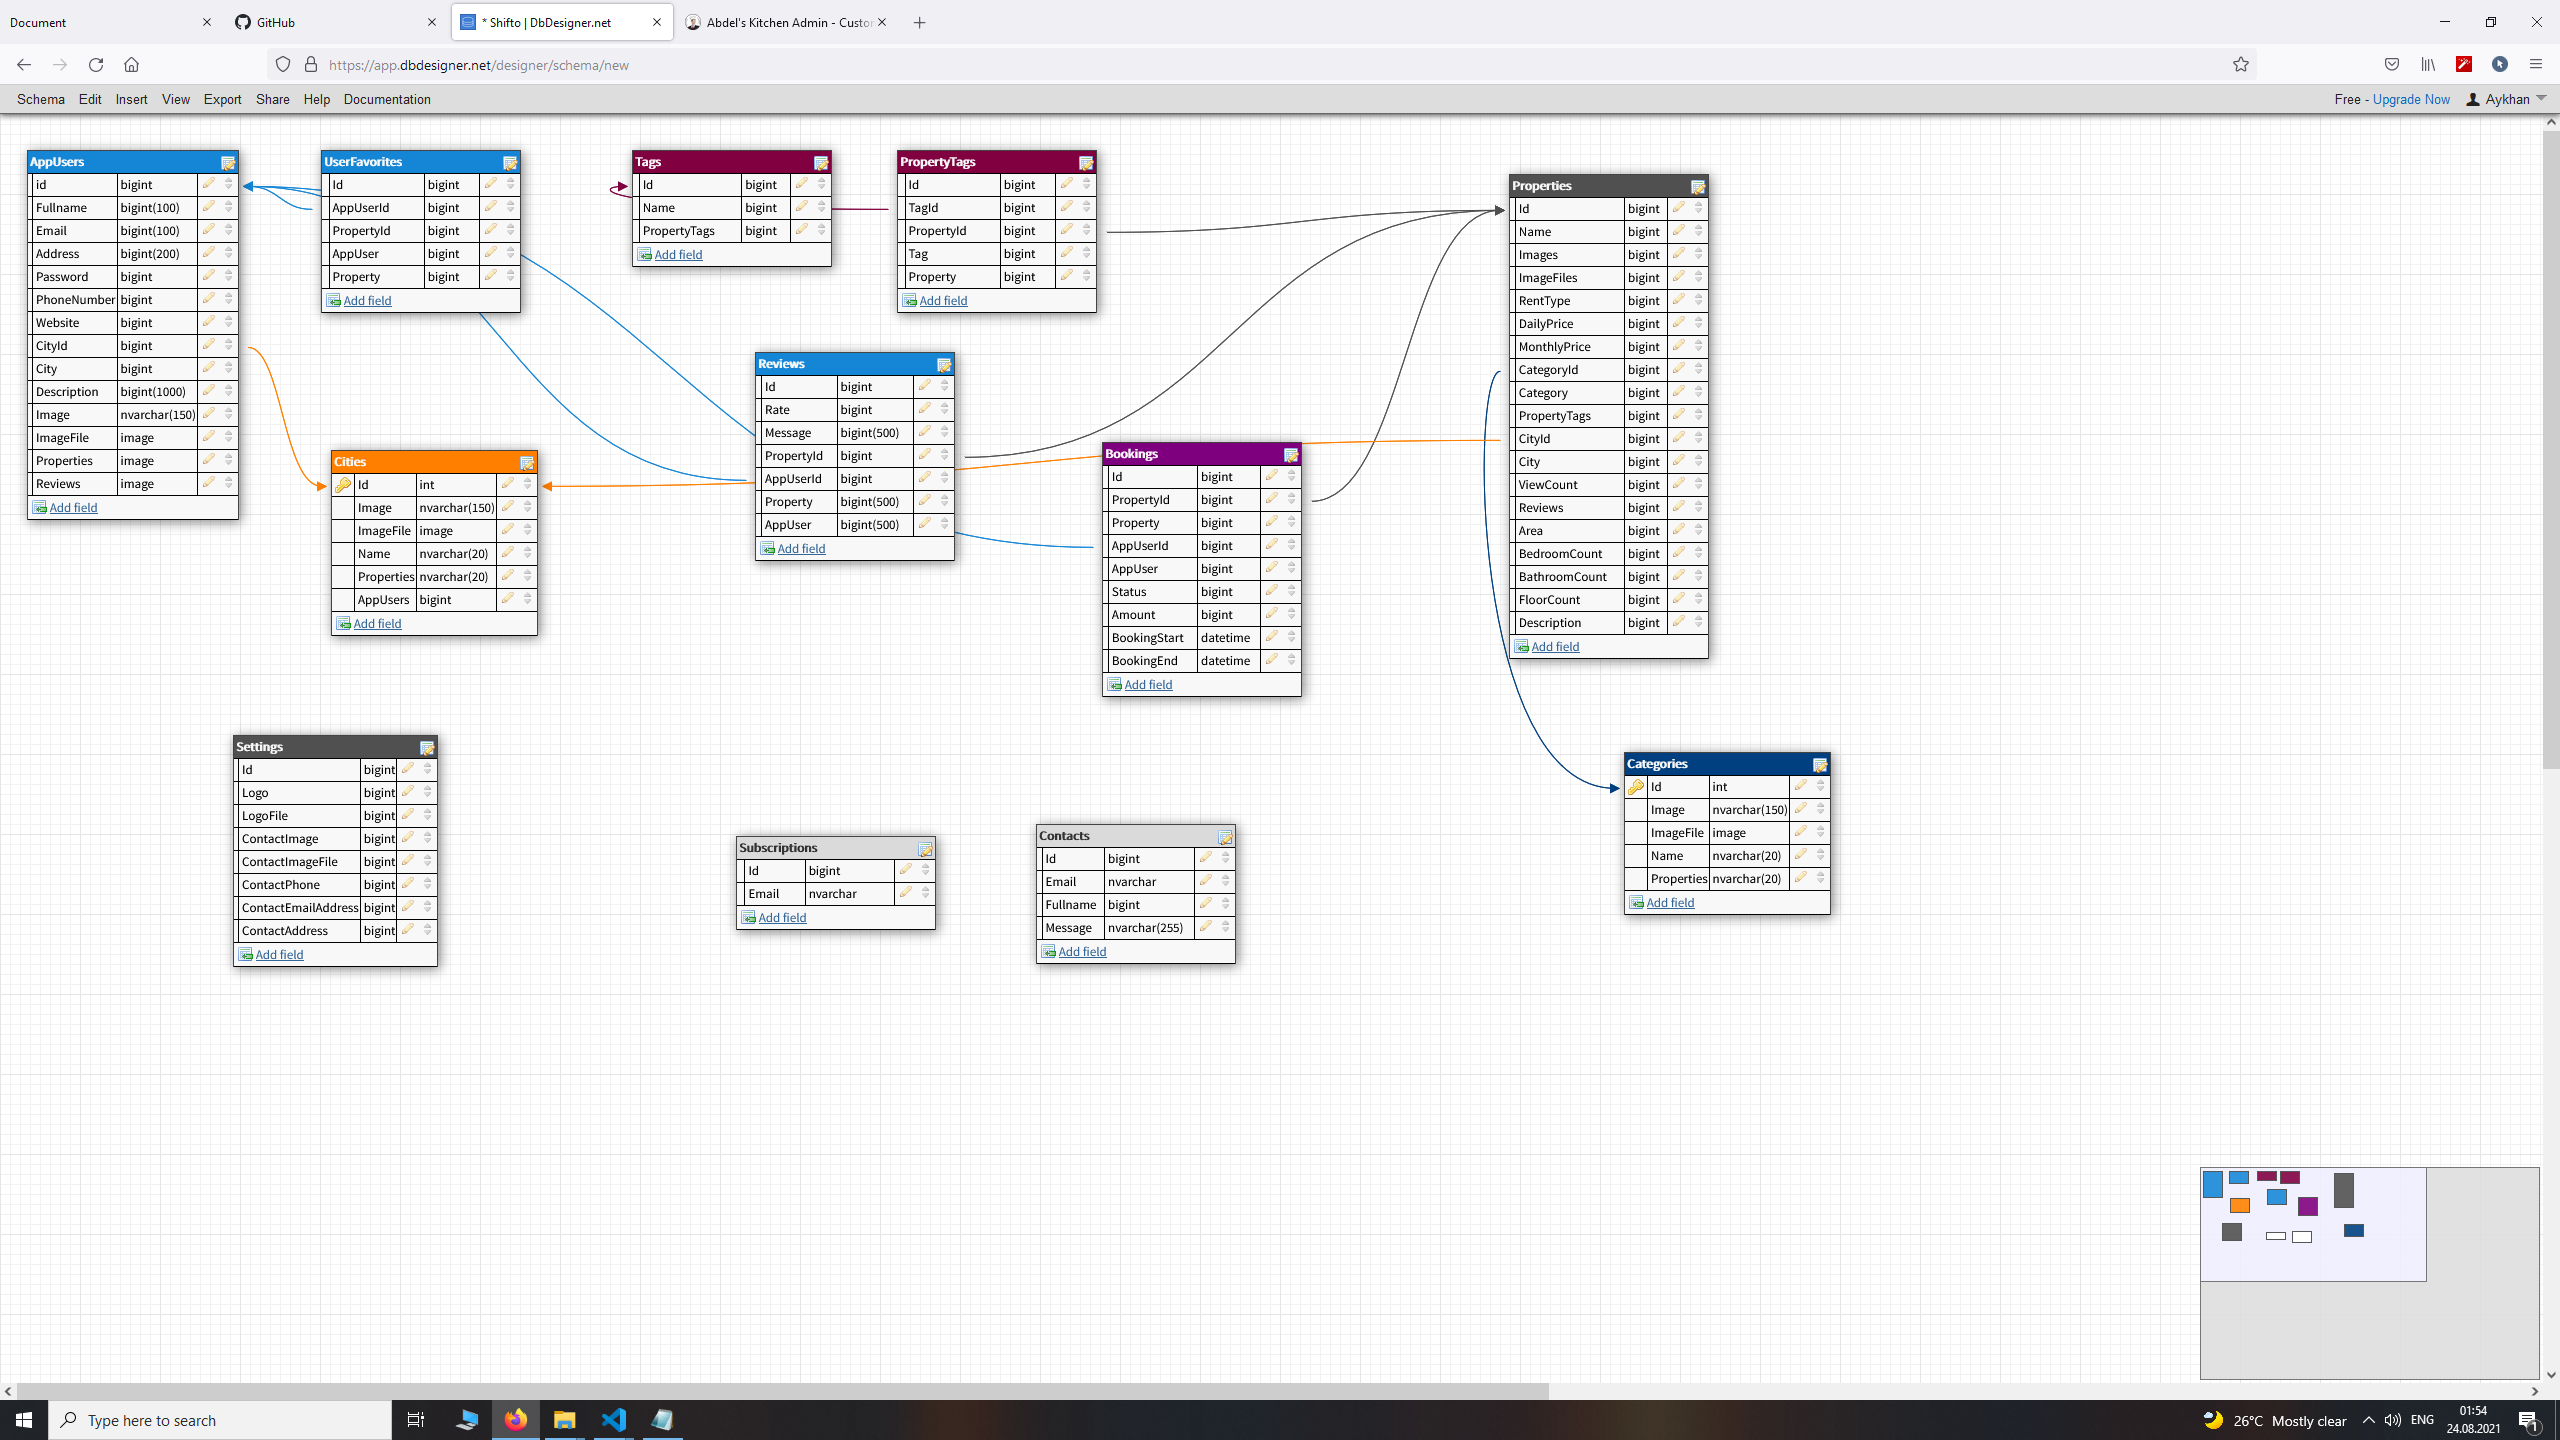 Document
GitHub
* Shifto | DbDesigner.net
Abdel's Kitchen Admin - Custo
https://app.dbdesigner.net/designer/schema/new
Schema Edit Insert View Export Share Help Documentation
Free - Upgrade Now Aykhan
AppUsers
id bigint
Fullname bigint(100)
Email bigint(100)
Address bigint(200)
Password bigint
PhoneNumber bigint
Website bigint
CityId bigint
City bigint
Description bigint(1000)
Image nvarchar(150)
ImageFile image
Properties image
Reviews image
Add field
UserFavorites
Id bigint
AppUserId bigint
PropertyId bigint
AppUser bigint
Property bigint
Add field
Tags
Id bigint
Name bigint
PropertyTags bigint
Add field
PropertyTags
Id bigint
TagId bigint
PropertyId bigint
Tag bigint
Property bigint
Add field
Properties
Id bigint
Name bigint
Images bigint
ImageFiles bigint
RentType bigint
DailyPrice bigint
MonthlyPrice bigint
CategoryId bigint
Category bigint
PropertyTags bigint
CityId bigint
City bigint
ViewCount bigint
Reviews bigint
Area bigint
BedroomCount bigint
BathroomCount bigint
FloorCount bigint
Description bigint
Add field
Reviews
Id bigint
Rate bigint
Message bigint(500)
PropertyId bigint
AppUserId bigint
Property bigint(500)
AppUser bigint(500)
Add field
Cities
Id int
Image nvarchar(150)
ImageFile image
Name nvarchar(20)
Properties nvarchar(20)
AppUsers bigint
Add field
Bookings
Id bigint
PropertyId bigint
Property bigint
AppUserId bigint
AppUser bigint
Status bigint
Amount bigint
BookingStart datetime
BookingEnd datetime
Add field
Settings
Id bigint
Logo bigint
LogoFile bigint
ContactImage bigint
ContactImageFile bigint
ContactPhone bigint
ContactEmailAddress bigint
ContactAddress bigint
Add field
Subscriptions
Id bigint
Email nvarchar
Add field
Contacts
Id bigint
Email nvarchar
Fullname bigint
Message nvarchar(255)
Add field
Categories
Id int
Image nvarchar(150)
ImageFile image
Name nvarchar(20)
Properties nvarchar(20)
Add field
Type here to search
26°C Mostly clear
ENG
01:54
24.08.2021
1